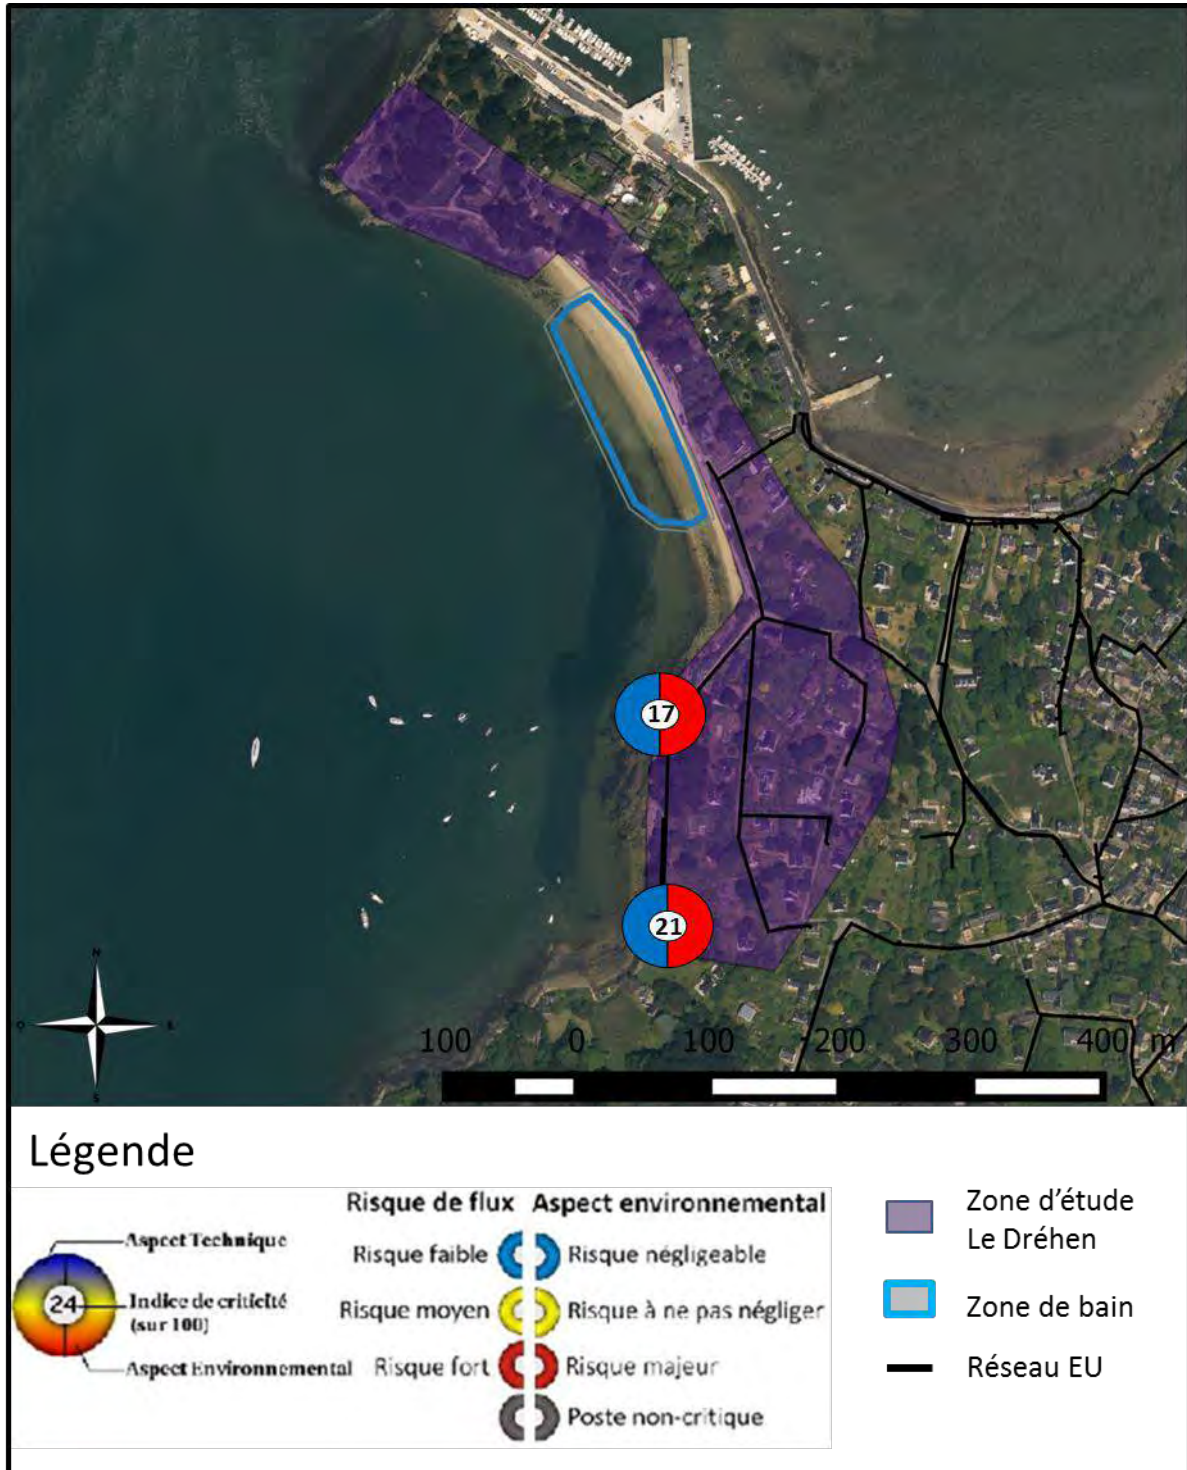 17
21
N
O
E
S
100 0 100 200 300 400 m
Légende
Aspect Technique
24
Indice de criticité
(sur 100)
Aspect Environnemental
Risque de flux Aspect environnemental
Risque faible Risque négligeable
Risque moyen Risque à ne pas négliger
Risque fort Risque majeur
Poste non-critique
Zone d'étude
Le Dréhen
Zone de bain
Réseau EU